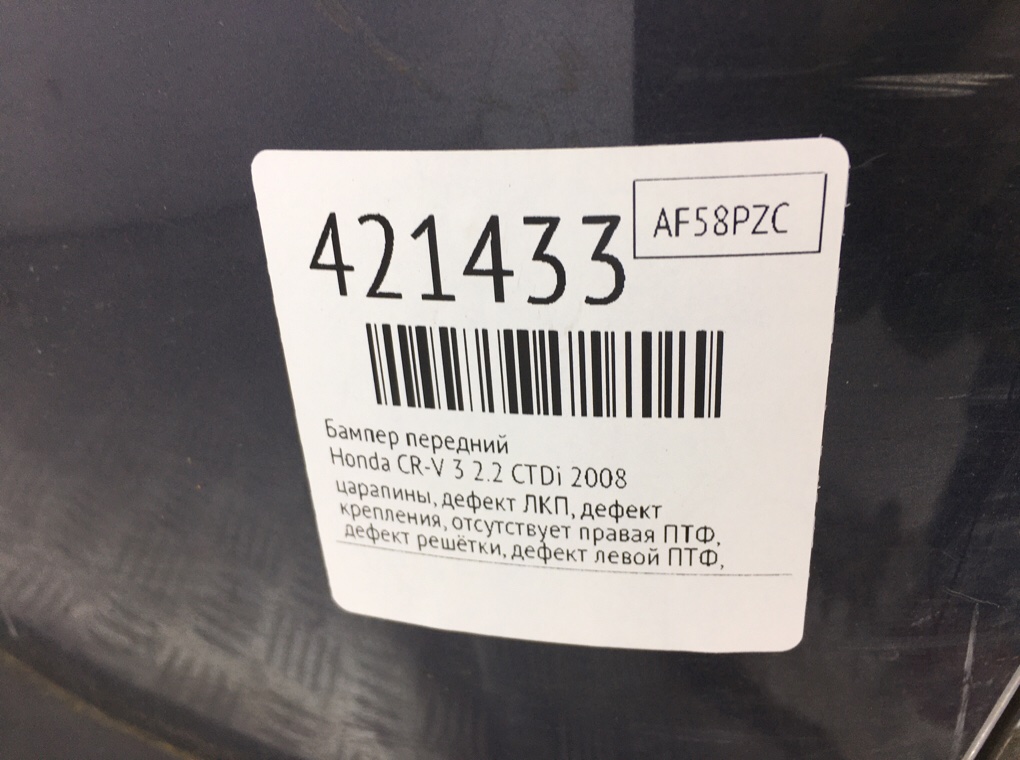 421433
AF58PZC
Бампер передний
Honda CR-V 3 2.2 CTDi 2008
царапины, дефект ЛКП, дефект
крепления, отсутствует правая ПТФ,
дефект решётки, дефект левой ПТФ,